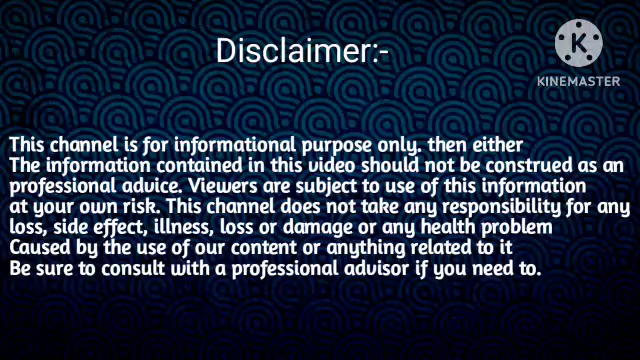 Disclaimer:-
K
KINEMASTER
This channel is for informational purpose only. then either
The information contained in this video should not be construed as an
professional advice. Viewers are subject to use of this information
at your own risk. This channel does not take any responsibility for any
loss, side effect, illness, loss or damage or any health problem
Caused by the use of our content or anything related to it
Be sure to consult with a professional advisor if you need to.